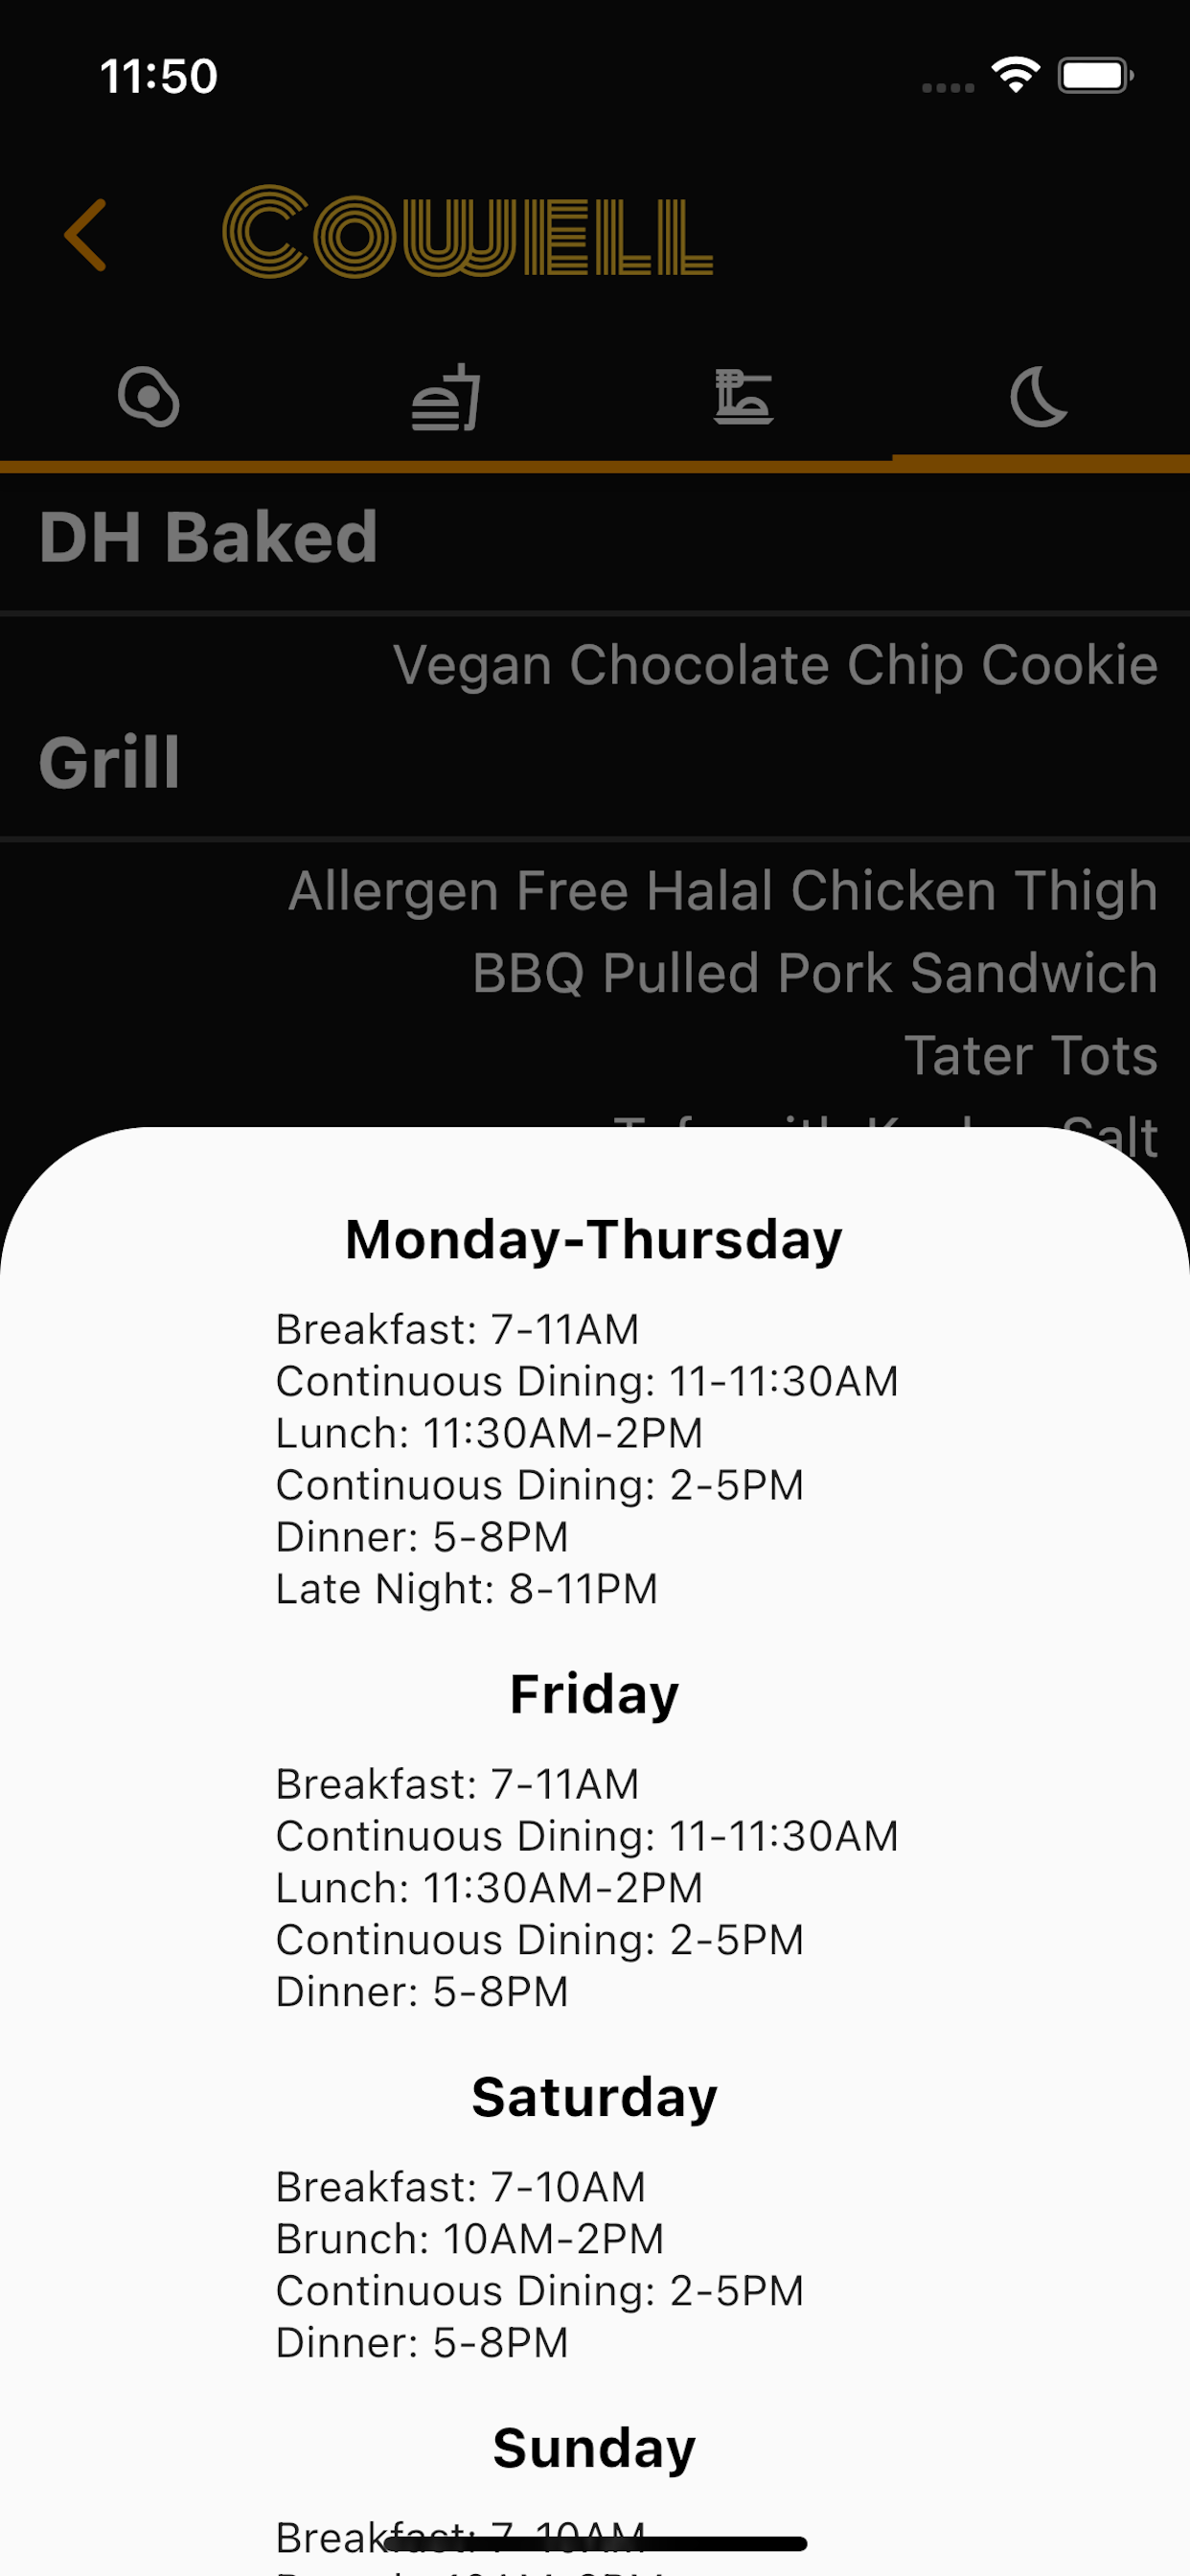 11:50
COWELL
DH Baked
Vegan Chocolate Chip Cookie
Grill
Allergen Free Halal Chicken Thigh
BBQ Pulled Pork Sandwich
Tater Tots
Salt
Monday-Thursday
Breakfast: 7-11AM
Continuous Dining: 11-11:30AM
Lunch: 11:30AM-2PM
Continuous Dining: 2-5PM
Dinner: 5-8PM
Late Night: 8-11PM
Friday
Breakfast: 7-11AM
Continuous Dining: 11-11:30AM
Lunch: 11:30AM-2PM
Continuous Dining: 2-5PM
Dinner: 5-8PM
Saturday
Breakfast: 7-10AM
Brunch: 10AM-2PM
Continuous Dining: 2-5PM
Dinner: 5-8PM
Sunday
Breakfast: 7-10AM